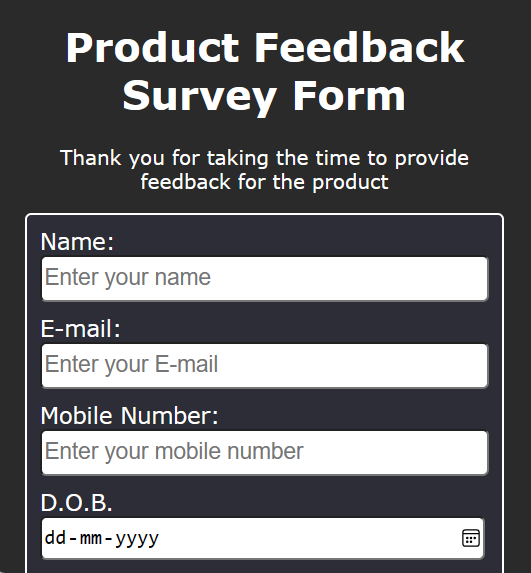 Product Feedback
Survey Form
Thank you for taking the time to provide
feedback for the product
Name:
Enter your name
E-mail:
Enter your E-mail
Mobile Number:
Enter your mobile number
D.O.B.
dd-mm-yyyy